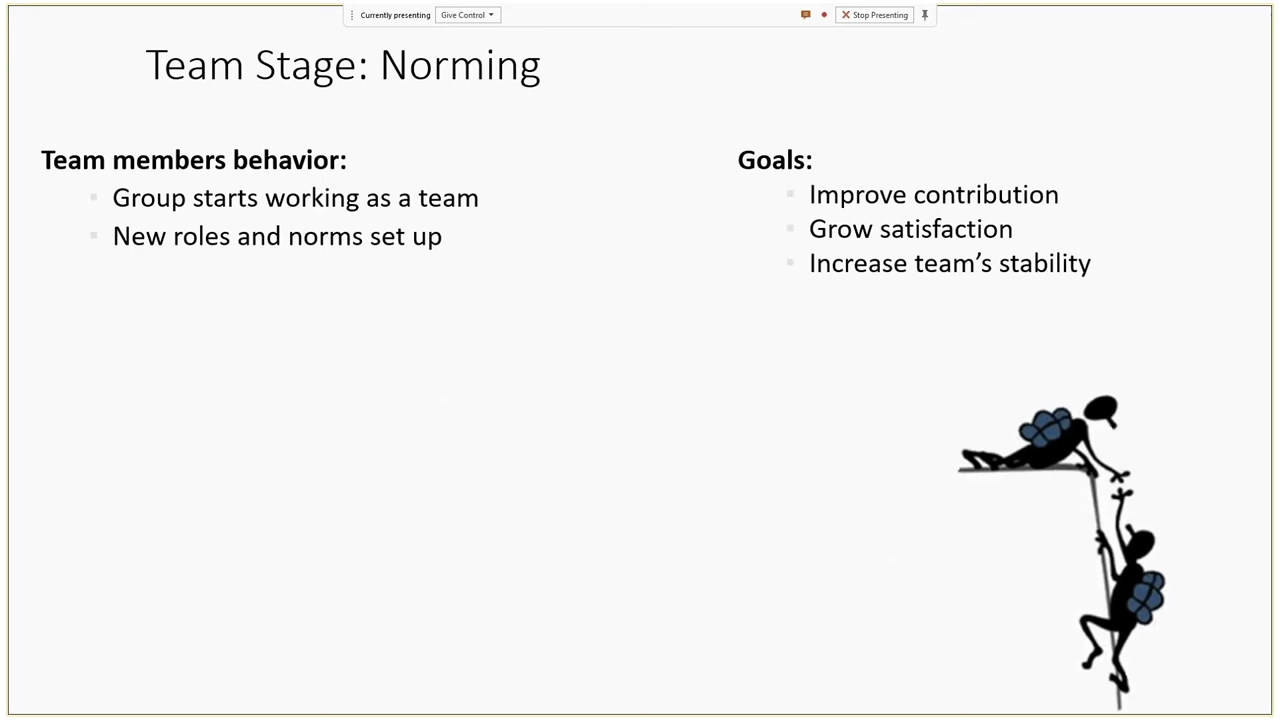 Currently presenting Give Control Stop Presenting
Team Stage: Norming
Team members behavior:
Group starts working as a team
New roles and norms set up
Goals:
Improve contribution
Grow satisfaction
Increase team’s stability